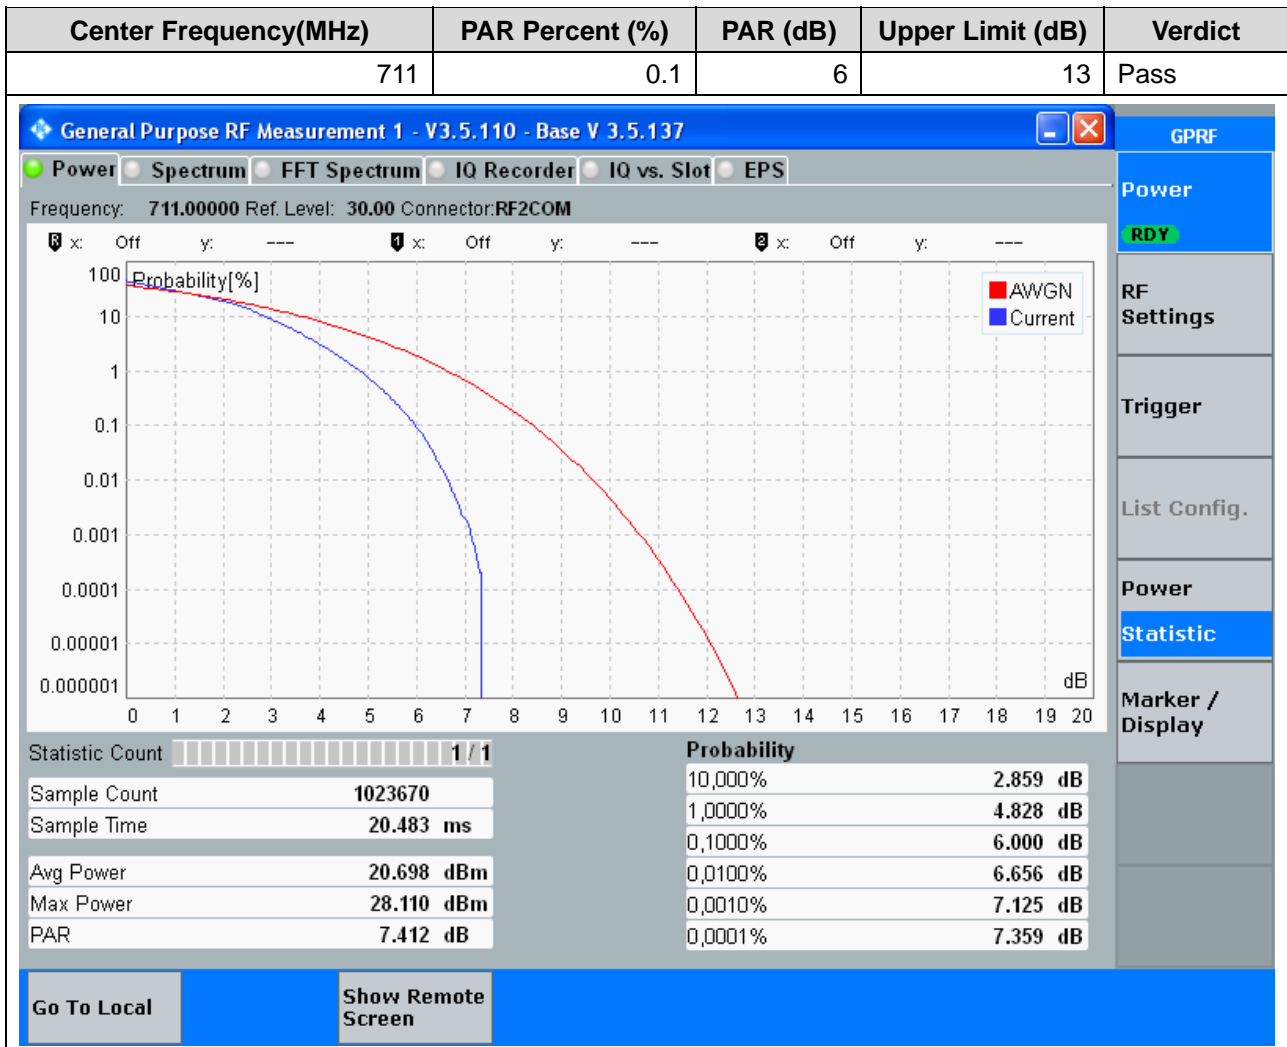 Center Frequency(MHz) PAR Percent (%) PAR (dB) Upper Limit (dB) Verdict
711 0.1 6 13 Pass
General Purpose RF Measurement 1 - V3.5.110 - Base V 3.5.137
GPRF
Power Spectrum FFT Spectrum IQ Recorder IQ vs. Slot EPS
Frequency: 711.00000 Ref. Level: 30.00 Connector:RF2COM
R x: Off y: --- 1 x: Off y: --- 2 x: Off y: ---
Probability[%]
100
10
1
0.1
0.01
0.001
0.0001
0.00001
0.000001
AWGN
Current
dB
0 1 2 3 4 5 6 7 8 9 10 11 12 13 14 15 16 17 18 19 20
Statistic Count 1 / 1
Sample Count 1023670
Sample Time 20.483 ms
Avg Power 20.698 dBm
Max Power 28.110 dBm
PAR 7.412 dB
Probability
10,000% 2.859 dB
1,0000% 4.828 dB
0,1000% 6.000 dB
0,0100% 6.656 dB
0,0010% 7.125 dB
0,0001% 7.359 dB
Power
RDY
RF
Settings
Trigger
List Config.
Power
Statistic
Marker /
Display
Go To Local
Show Remote
Screen